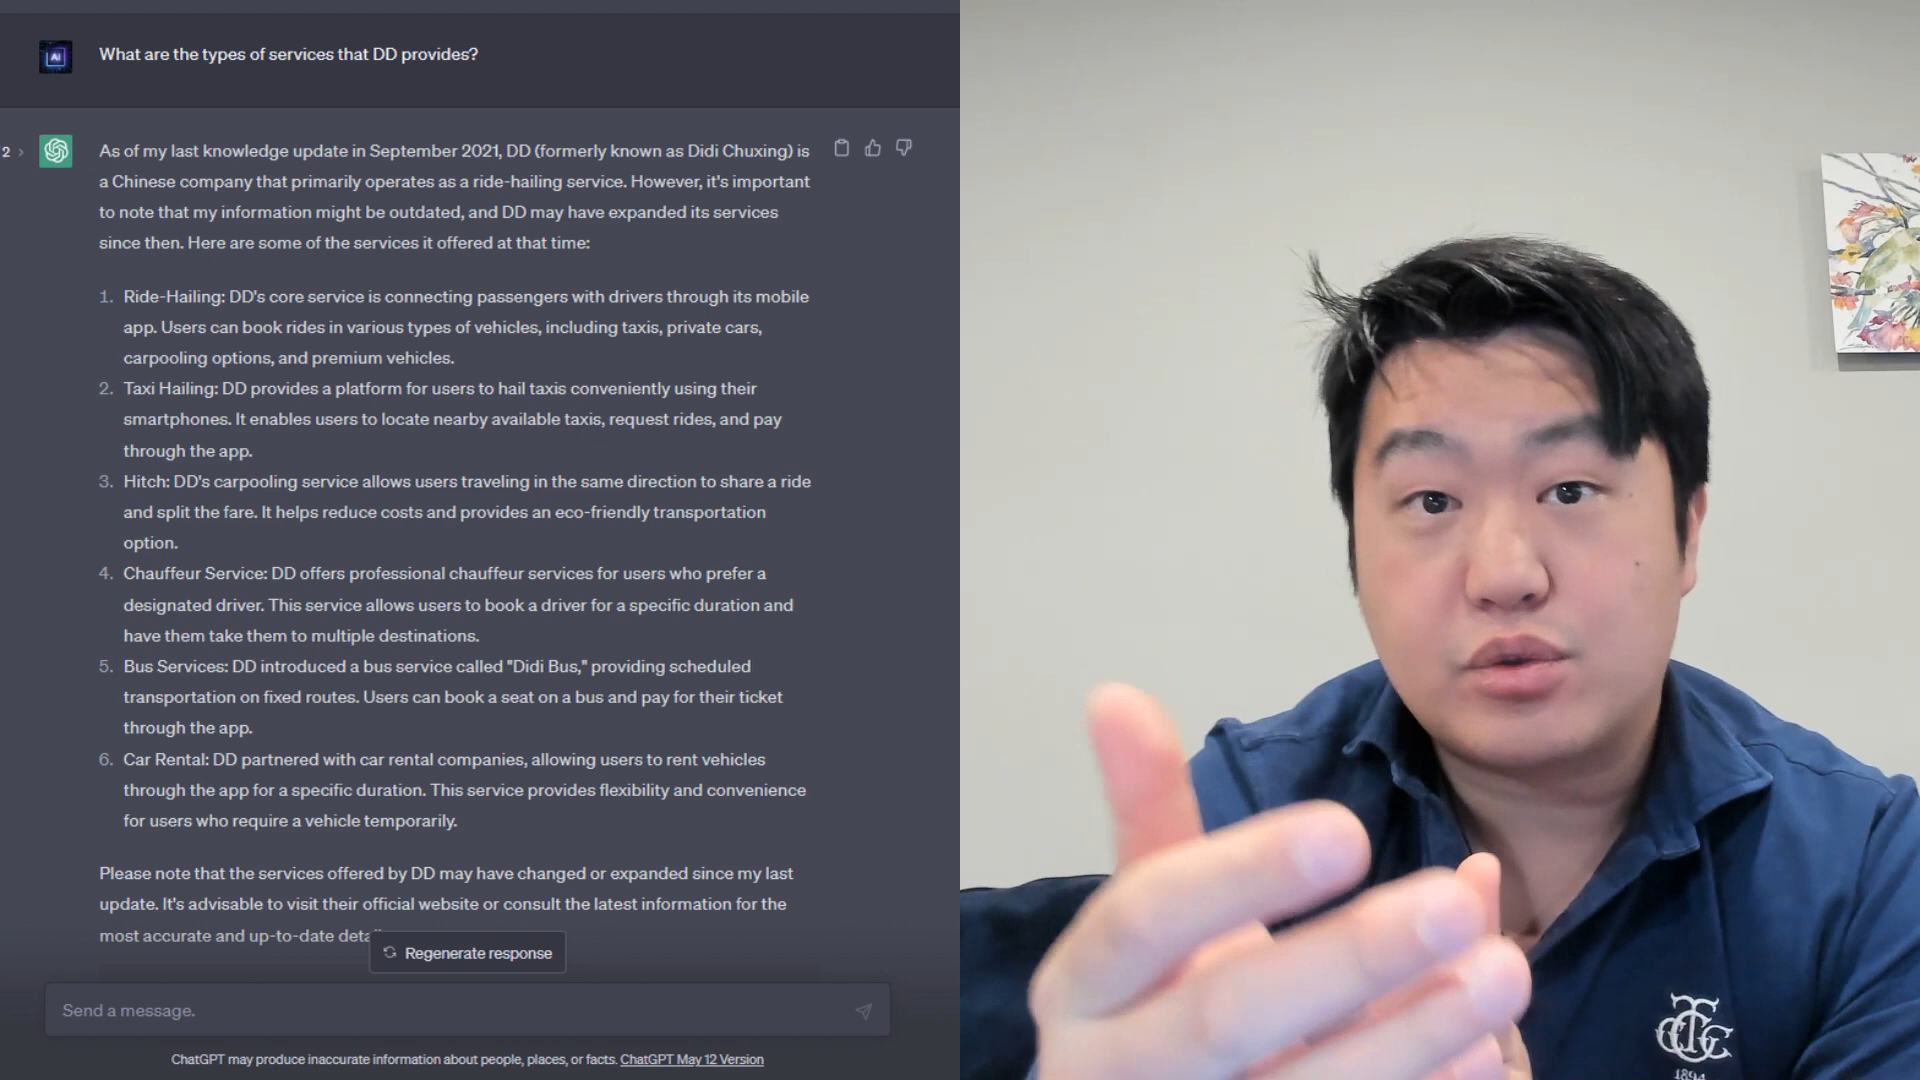 AI
What are the types of services that DD provides?
2 >
As of my last knowledge update in September 2021, DD (formerly known as Didi Chuxing) is
a Chinese company that primarily operates as a ride-hailing service. However, it's important
to note that my information might be outdated, and DD may have expanded its services
since then. Here are some of the services it offered at that time:
1. Ride-Hailing: DD's core service is connecting passengers with drivers through its mobile
app. Users can book rides in various types of vehicles, including taxis, private cars,
carpooling options, and premium vehicles.
2. Taxi Hailing: DD provides a platform for users to hail taxis conveniently using their
smartphones. It enables users to locate nearby available taxis, request rides, and pay
through the app.
3. Hitch: DD's carpooling service allows users traveling in the same direction to share a ride
and split the fare. It helps reduce costs and provides an eco-friendly transportation
option.
4. Chauffeur Service: DD offers professional chauffeur services for users who prefer a
designated driver. This service allows users to book a driver for a specific duration and
have them take them to multiple destinations.
5. Bus Services: DD introduced a bus service called "Didi Bus," providing scheduled
transportation on fixed routes. Users can book a seat on a bus and pay for their ticket
through the app.
6. Car Rental: DD partnered with car rental companies, allowing users to rent vehicles
through the app for a specific duration. This service provides flexibility and convenience
for users who require a vehicle temporarily.
Please note that the services offered by DD may have changed or expanded since my last
update. It's advisable to visit their official website or consult the latest information for the
most accurate and up-to-date
Regenerate response
Send a message.
ChatGPT may produce inaccurate information about people, places, or facts. ChatGPT May 12 Version
1894